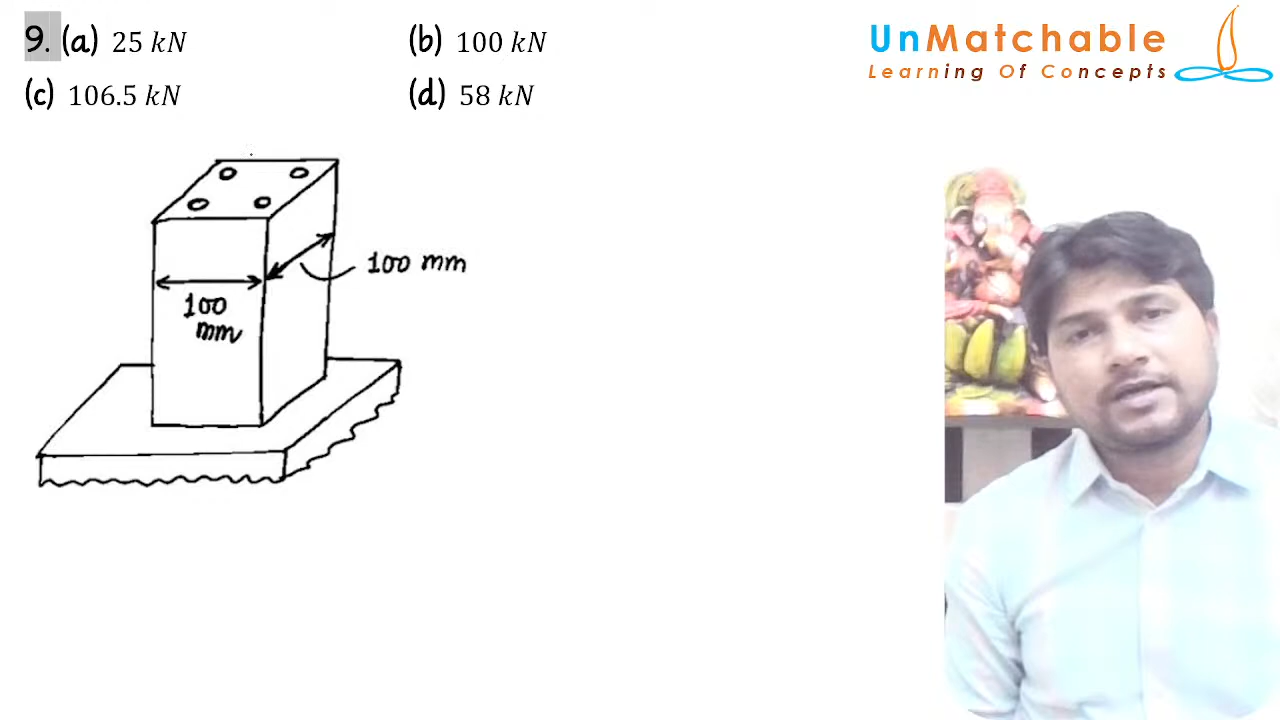 9. (a) 25 kN (b) 100 kN
(c) 106.5 kN (d) 58 kN
UnMatchable
Learning Of Concepts
100 mm
100
mm